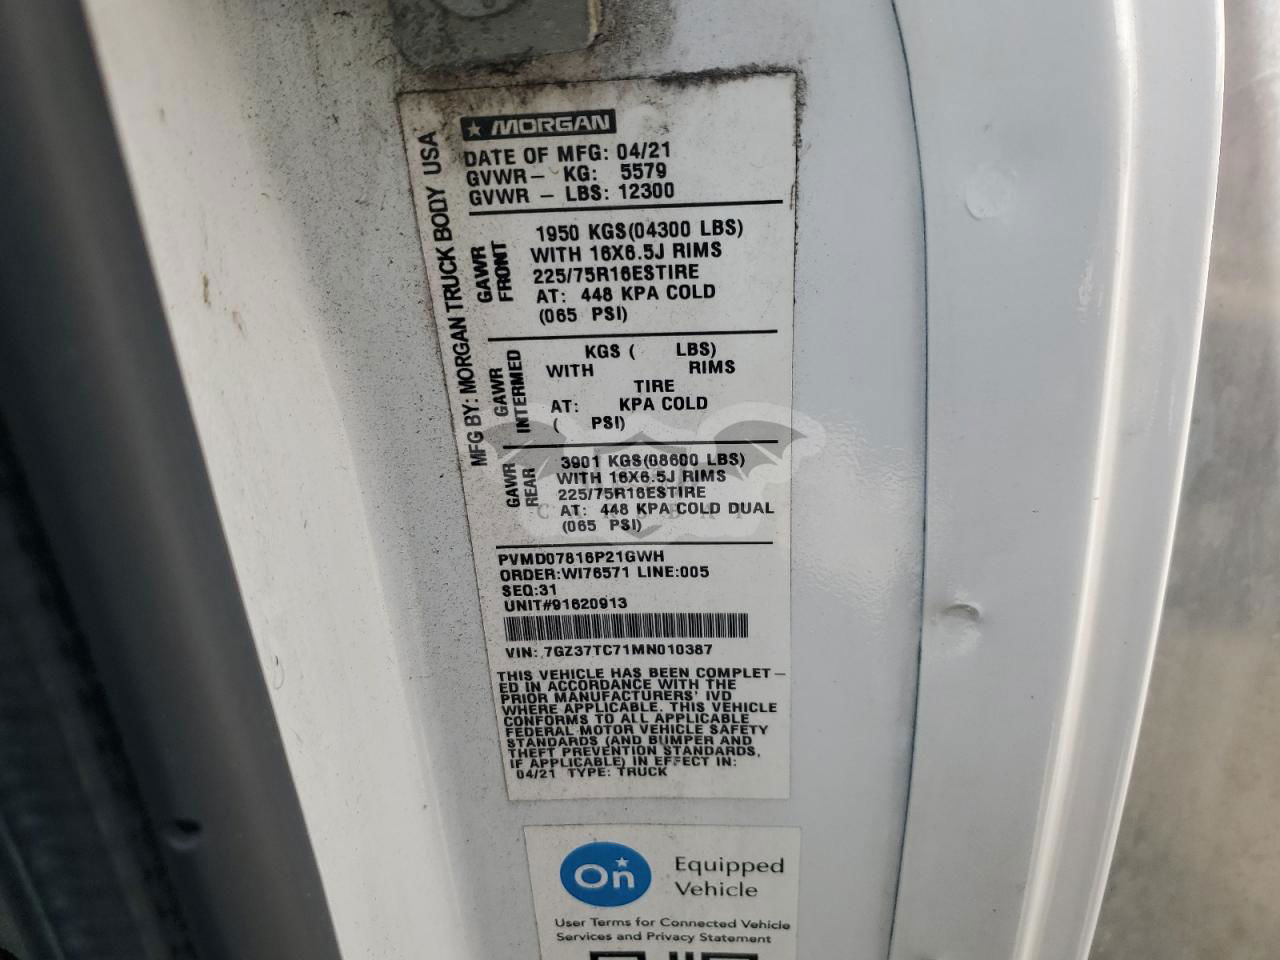 MORGAN
DATE OF MFG: 04/21
GVWR— KG: 5579
GVWR — LBS: 12300
MFG BY: MORGAN TRUCK BODY USA
GAWR
FRONT
1950 KGS(04300 LBS)
WITH 16X6.5J RIMS
225/75R16ESTIRE
AT: 448 KPA COLD
(065 PSI)
GAWR
INTERMED
KGS ( LBS)
WITH RIMS
TIRE
AT: KPA COLD
( PSI)
GAWR
REAR
3901 KGS(08600 LBS)
WITH 16X6.5J RIMS
225/75R16ESTIRE
AT: 448 KPA COLD DUAL
(065 PSI)
PVMD07816P21GWH
ORDER:WI76571 LINE:005
SEQ:31
UNIT#91620913
VIN: 7GZ37TC71MN010387
THIS VEHICLE HAS BEEN COMPLET—
ED IN ACCORDANCE WITH THE
PRIOR MANUFACTURERS' IVD
WHERE APPLICABLE. THIS VEHICLE
CONFORMS TO ALL APPLICABLE
FEDERAL MOTOR VEHICLE SAFETY
STANDARDS (AND BUMPER AND
THEFT PREVENTION STANDARDS,
IF APPLICABLE) IN EFFECT IN:
04/21 TYPE: TRUCK
On
Equipped
Vehicle
User Terms for Connected Vehicle
Services and Privacy Statement